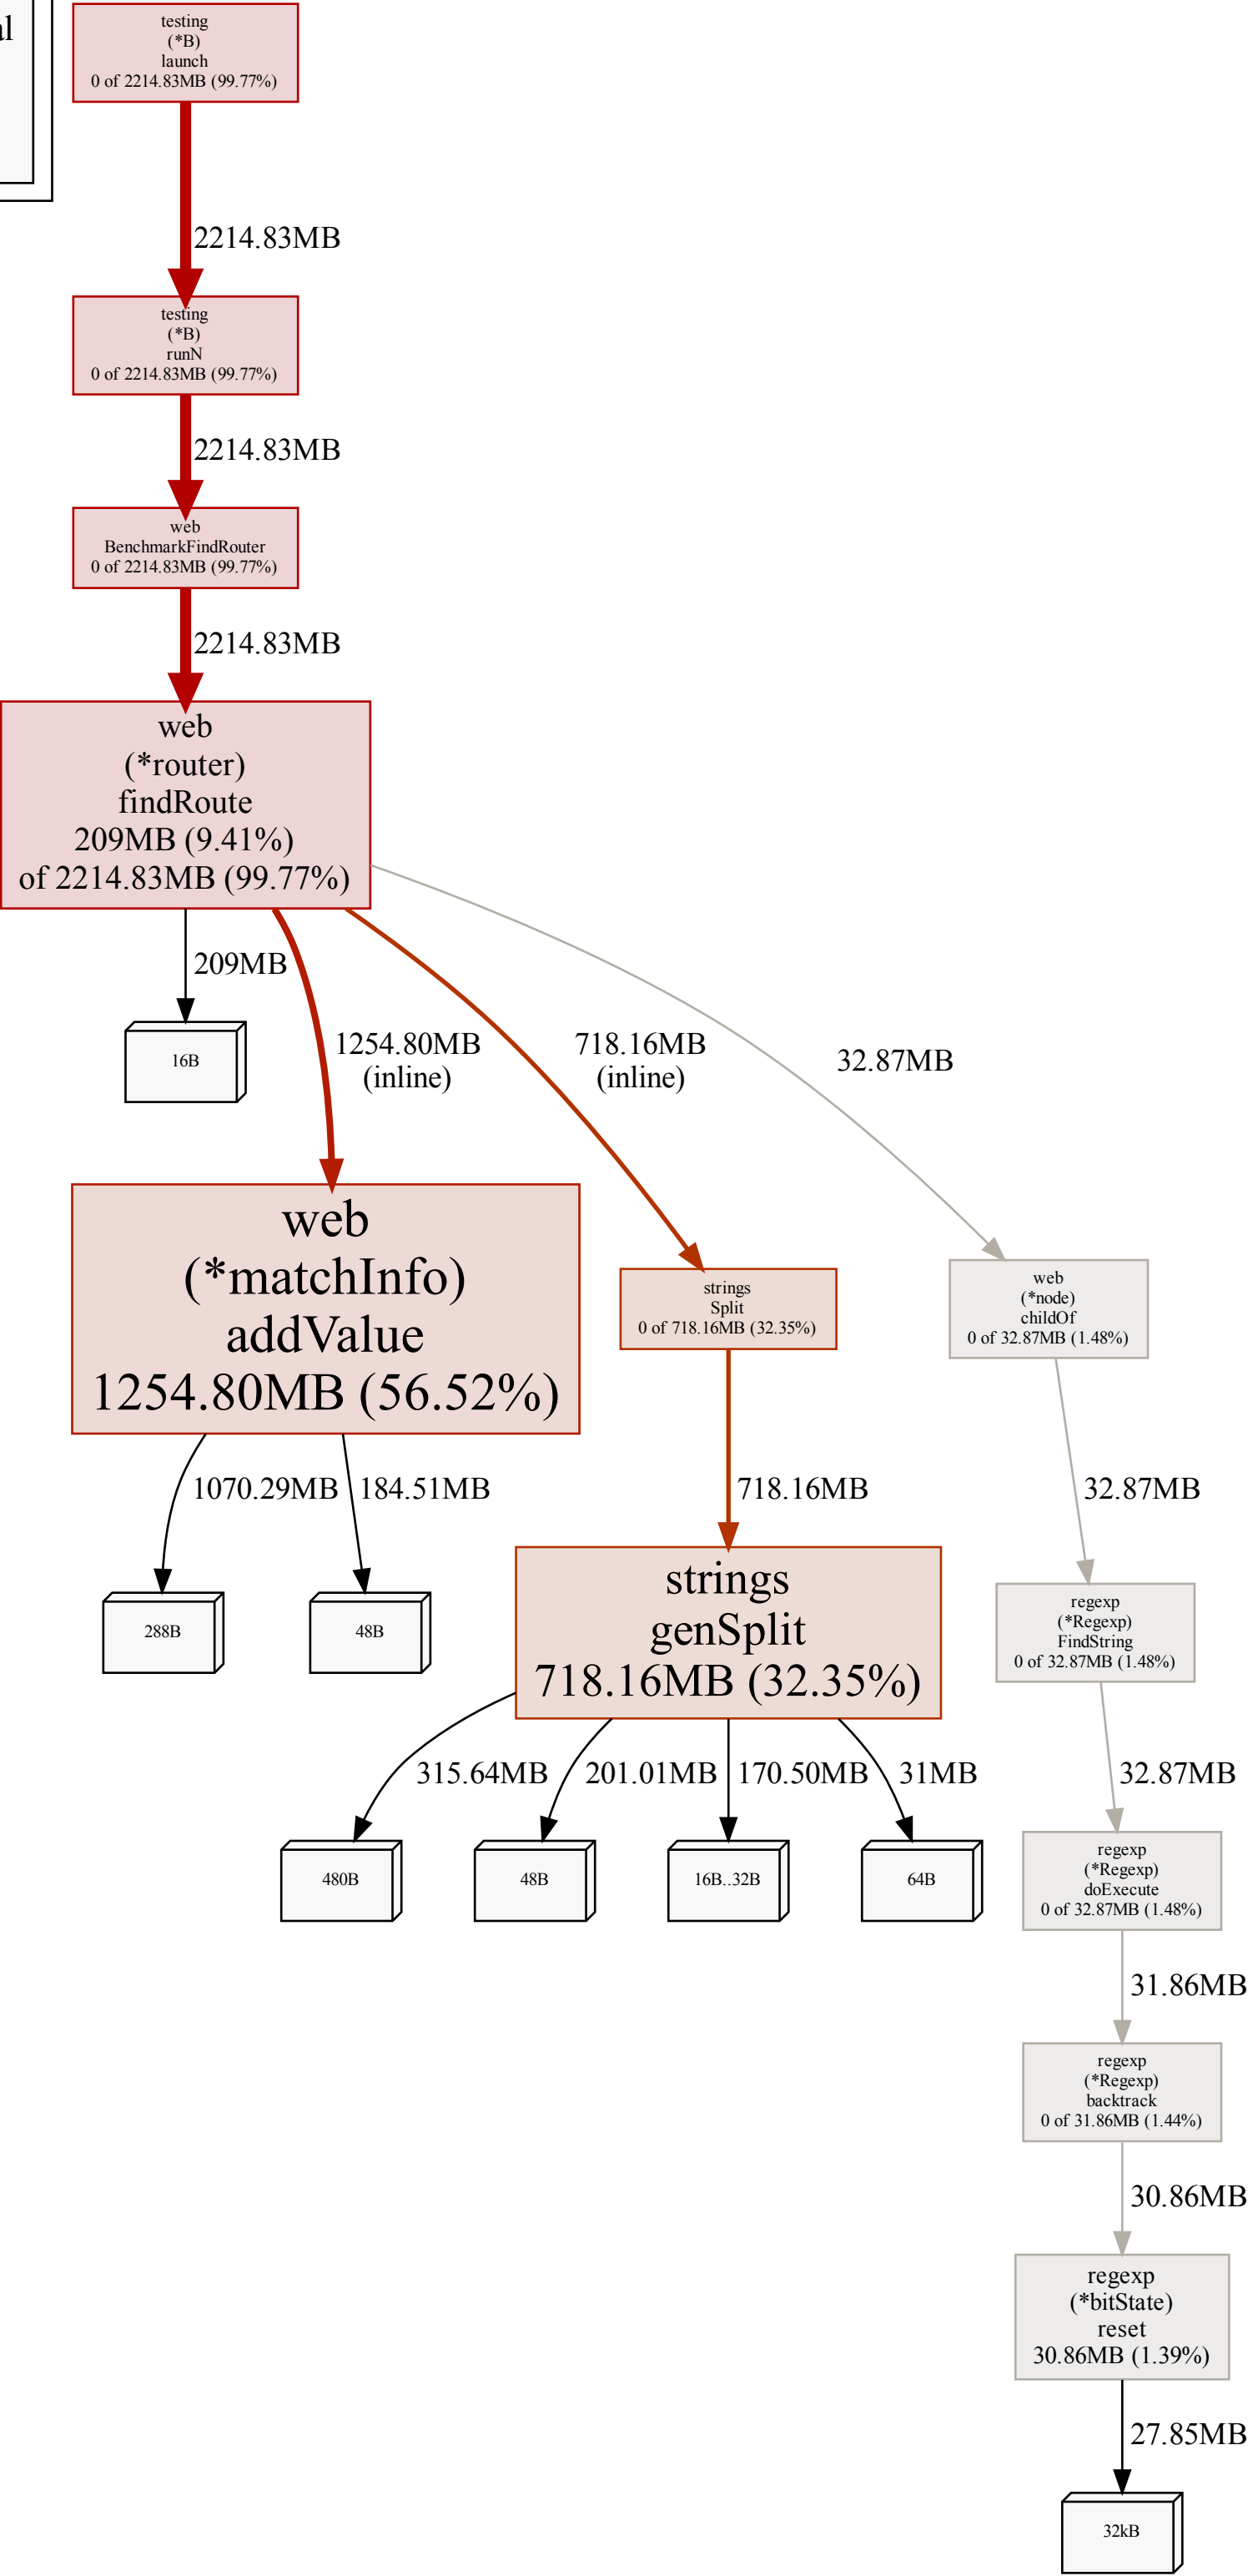 al
testing
(*B)
launch
0 of 2214.83MB (99.77%)
2214.83MB
testing
(*B)
runN
0 of 2214.83MB (99.77%)
2214.83MB
web
BenchmarkFindRouter
0 of 2214.83MB (99.77%)
2214.83MB
web
(*router)
findRoute
209MB (9.41%)
of 2214.83MB (99.77%)
209MB
16B
1254.80MB
(inline)
718.16MB
(inline)
32.87MB
web
(*matchInfo)
addValue
1254.80MB (56.52%)
strings
Split
0 of 718.16MB (32.35%)
web
(*node)
childOf
0 of 32.87MB (1.48%)
1070.29MB
184.51MB
718.16MB
32.87MB
288B
48B
strings
genSplit
718.16MB (32.35%)
regexp
(*Regexp)
FindString
0 of 32.87MB (1.48%)
315.64MB
201.01MB
170.50MB
31MB
32.87MB
480B
48B
16B..32B
64B
regexp
(*Regexp)
doExecute
0 of 32.87MB (1.48%)
31.86MB
regexp
(*Regexp)
backtrack
0 of 31.86MB (1.44%)
30.86MB
regexp
(*bitState)
reset
30.86MB (1.39%)
27.85MB
32kB